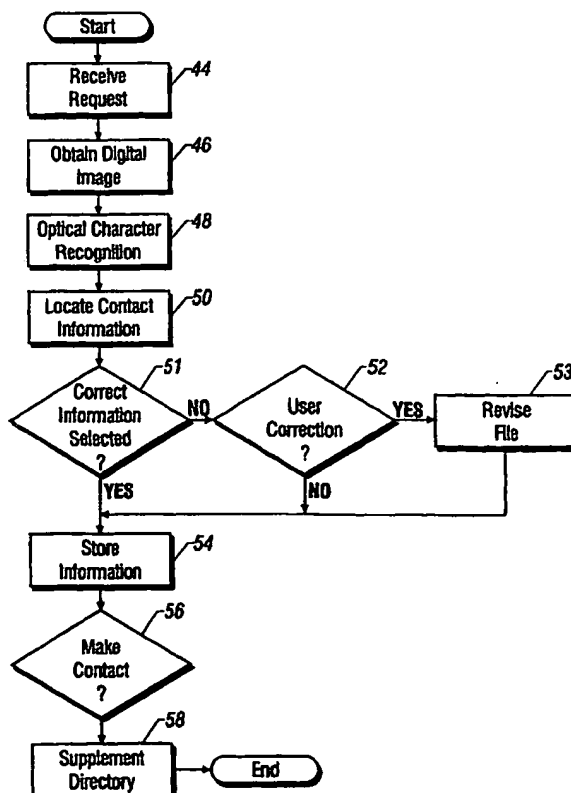 Start
44
Receive
Request
46
Obtain Digital
Image
48
Optical Character
Recognition
50
Locate Contact
Information
51
Correct
Information
Selected
?
NO
YES
52
User
Correction
?
YES
NO
53
Revise
File
54
Store
Information
56
Make
Contact
?
58
Supplement
Directory
End